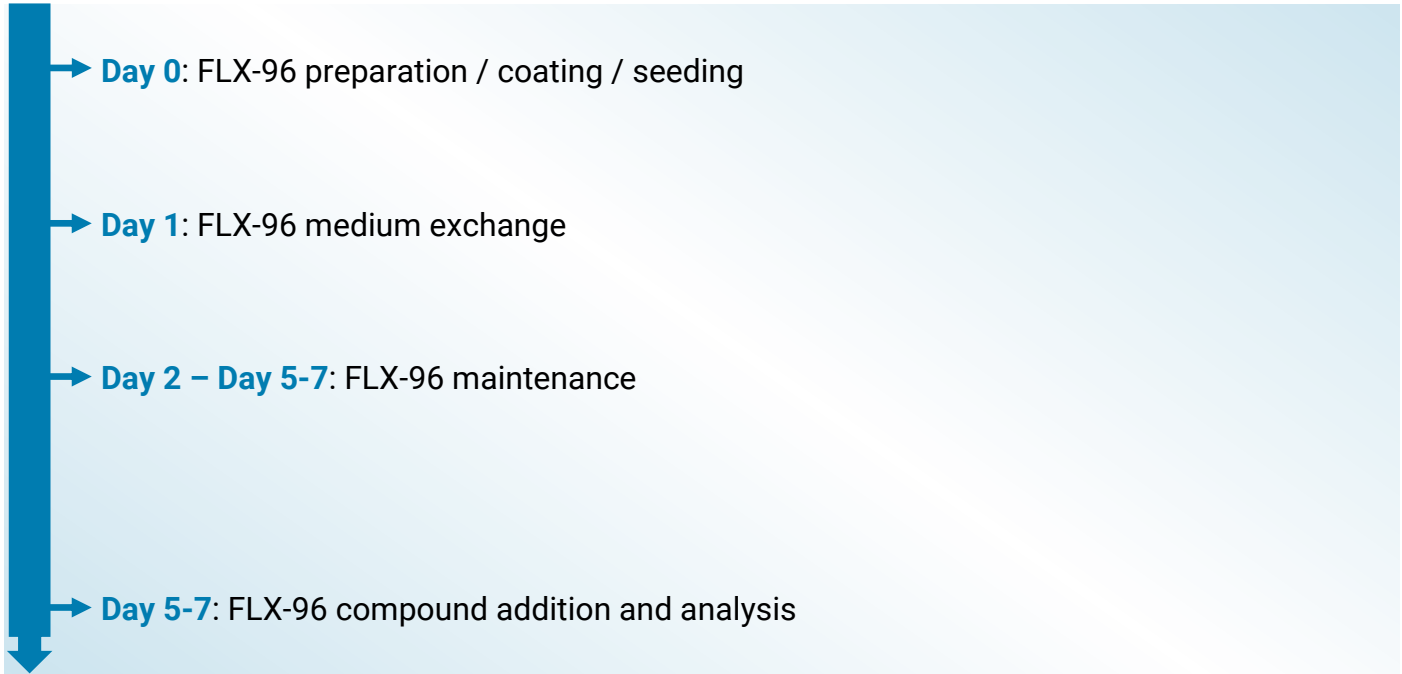 Day 0: FLX-96 preparation / coating / seeding
Day 1: FLX-96 medium exchange
Day 2 – Day 5-7: FLX-96 maintenance
Day 5-7: FLX-96 compound addition and analysis